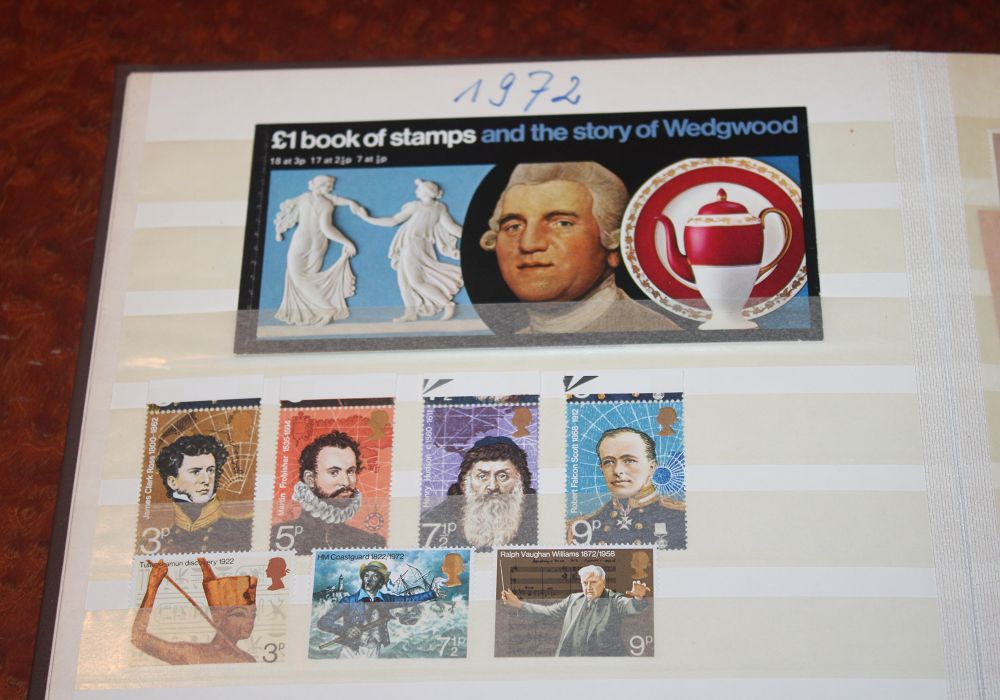 1972
£1 book of stamps and the story of Wedgwood
18 at 3p 17 at 2½p 7 at ½p
James Clark Ross 1800-1862
3p
Martin Frobisher 1535-1594
5p
Henry Hudson c1560-1611
7½p
Robert Falcon Scott 1868-1912
9p
Tutankhamun discovery 1922
3p
HM Coastguard 1822/1972
7½p
Ralph Vaughan Williams 1872/1958
9p